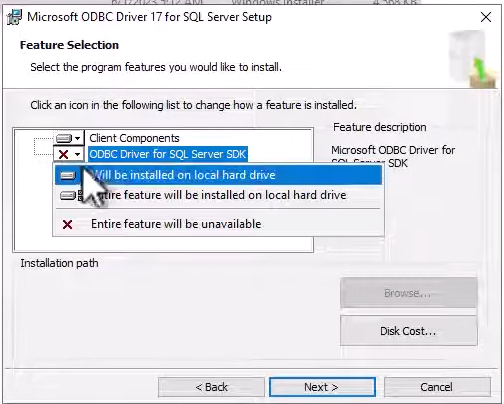 Microsoft ODBC Driver 17 for SQL Server Setup
Feature Selection
Select the program features you would like to install.
Click an icon in the following list to change how a feature is installed.
Client Components
ODBC Driver for SQL Server SDK
Will be installed on local hard drive
Entire feature will be installed on local hard drive
Entire feature will be unavailable
Feature description
Microsoft ODBC Driver for
SQL Server SDK
Installation path
Browse...
Disk Cost...
< Back
Next >
Cancel